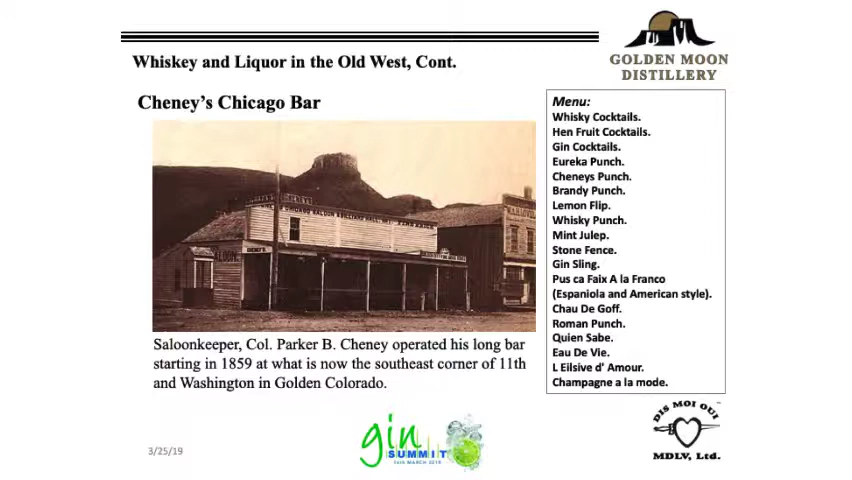 GOLDEN MOON
DISTILLERY
Whiskey and Liquor in the Old West, Cont.
Cheney's Chicago Bar
Menu:
Whisky Cocktails.
Hen Fruit Cocktails.
Gin Cocktails.
Eureka Punch.
Cheneys Punch.
Brandy Punch.
Lemon Flip.
Whisky Punch.
Mint Julep.
Stone Fence.
Gin Sling.
Pus ca Faix A la Franco
(Espaniola and American style).
Chau De Goff.
Roman Punch.
Quien Sabe.
Eau De Vie.
L Eilsive d' Amour.
Champagne a la mode.
Saloonkeeper, Col. Parker B. Cheney operated his long bar
starting in 1859 at what is now the southeast corner of 11th
and Washington in Golden Colorado.
3/25/19
gin
SUMMIT
DIS MOI OUI
MDLV, Ltd.